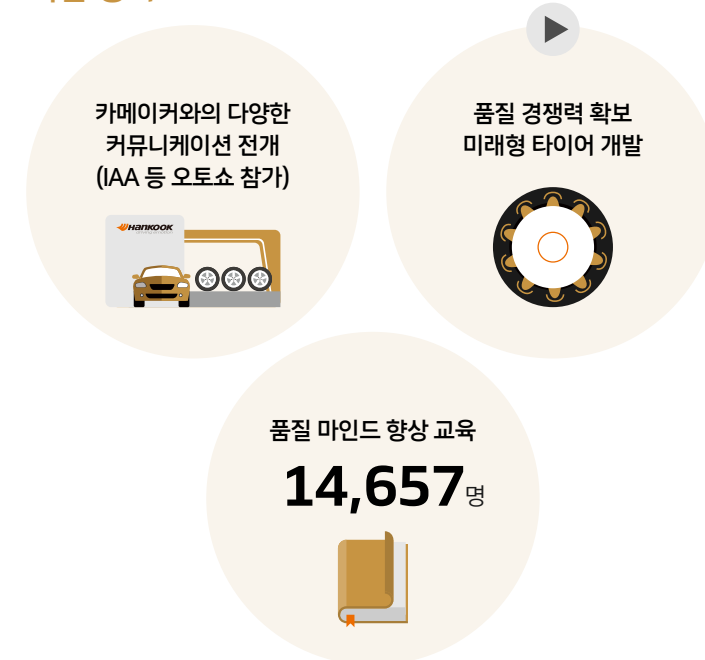 카메이커와의 다양한
커뮤니케이션 전개
(IAA 등 오토쇼 참가)
HANKOOK
품질 경쟁력 확보
미래형 타이어 개발
품질 마인드 향상 교육
14,657명